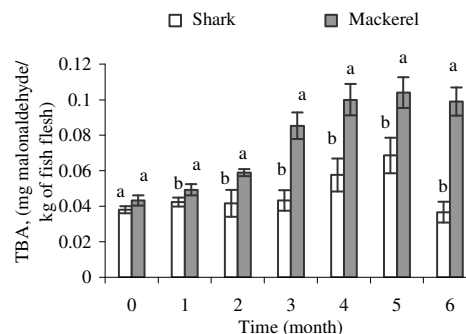 Shark Mackerel
0.12
0.1
0.08
0.06
0.04
0.02
0
TBA, (mg malonaldehyde/
kg of fish flesh)
a a
b a
b a
b a
b a
b a
b a
0 1 2 3 4 5 6
Time (month)